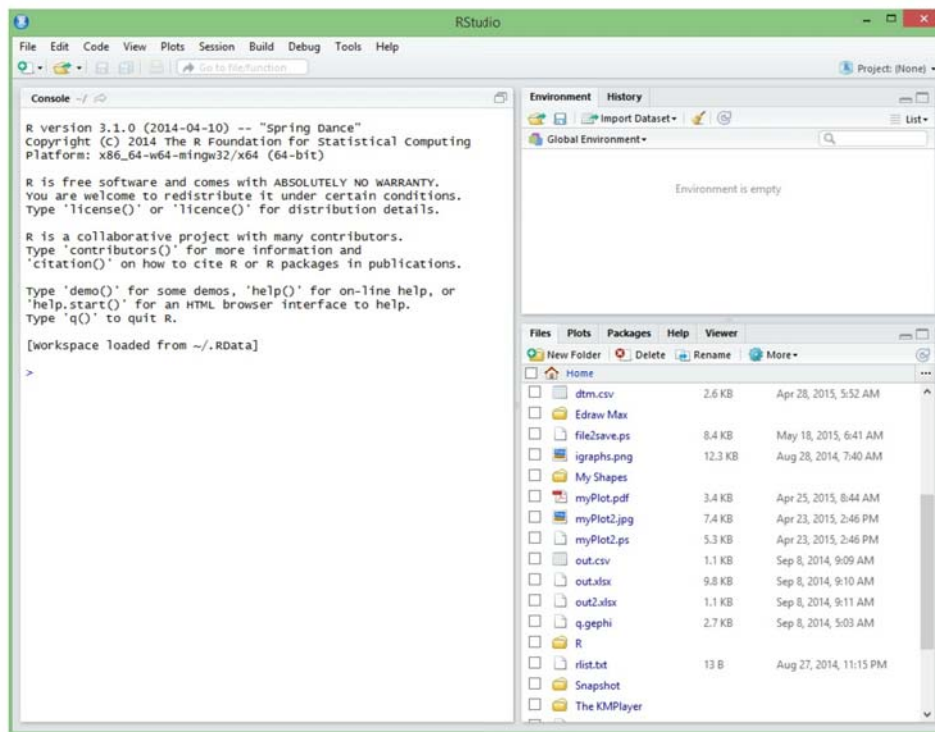 RStudio
File Edit Code View Plots Session Build Debug Tools Help
Go to file/function
Project: (None)
Console ~/
R version 3.1.0 (2014-04-10) -- "Spring Dance"
Copyright (C) 2014 The R Foundation for Statistical Computing
Platform: x86_64-w64-mingw32/x64 (64-bit)
R is free software and comes with ABSOLUTELY NO WARRANTY.
You are welcome to redistribute it under certain conditions.
Type 'license()' or 'licence()' for distribution details.
R is a collaborative project with many contributors.
Type 'contributors()' for more information and
'citation()' on how to cite R or R packages in publications.
Type 'demo()' for some demos, 'help()' for on-line help, or
'help.start()' for an HTML browser interface to help.
Type 'q()' to quit R.
[Workspace loaded from ~/.RData]
>
Environment History
Import Dataset
List
Global Environment
Environment is empty
Files Plots Packages Help Viewer
New Folder Delete Rename More
Home ...
dtm.csv 2.6 KB Apr 28, 2015, 5:52 AM
Edraw Max
file2save.ps 8.4 KB May 18, 2015, 6:41 AM
igraphs.png 12.3 KB Aug 28, 2014, 7:40 AM
My Shapes
myPlot.pdf 3.4 KB Apr 25, 2015, 8:44 AM
myPlot2.jpg 7.4 KB Apr 23, 2015, 2:46 PM
myPlot2.ps 5.3 KB Apr 23, 2015, 2:46 PM
out.csv 1.1 KB Sep 8, 2014, 9:09 AM
out.xlsx 9.8 KB Sep 8, 2014, 9:10 AM
out2.xlsx 1.1 KB Sep 8, 2014, 9:11 AM
q.gephi 2.7 KB Sep 8, 2014, 5:03 AM
R
rlist.txt 13 B Aug 27, 2014, 11:15 PM
Snapshot
The KMPlayer